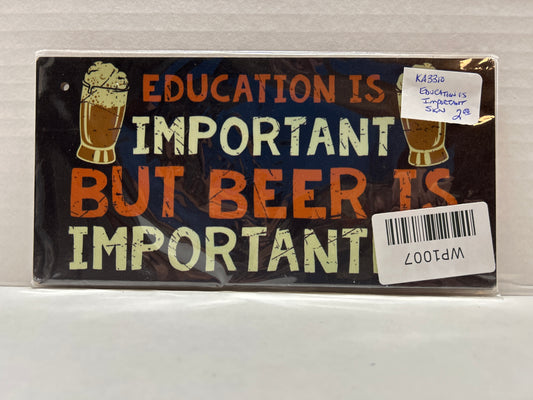 EDUCATION IS
IMPORTANT
BUT BEER IS
IMPORTANT
KA3310
EDUCATION IS
IMPORTANT
SIGN
WP1007